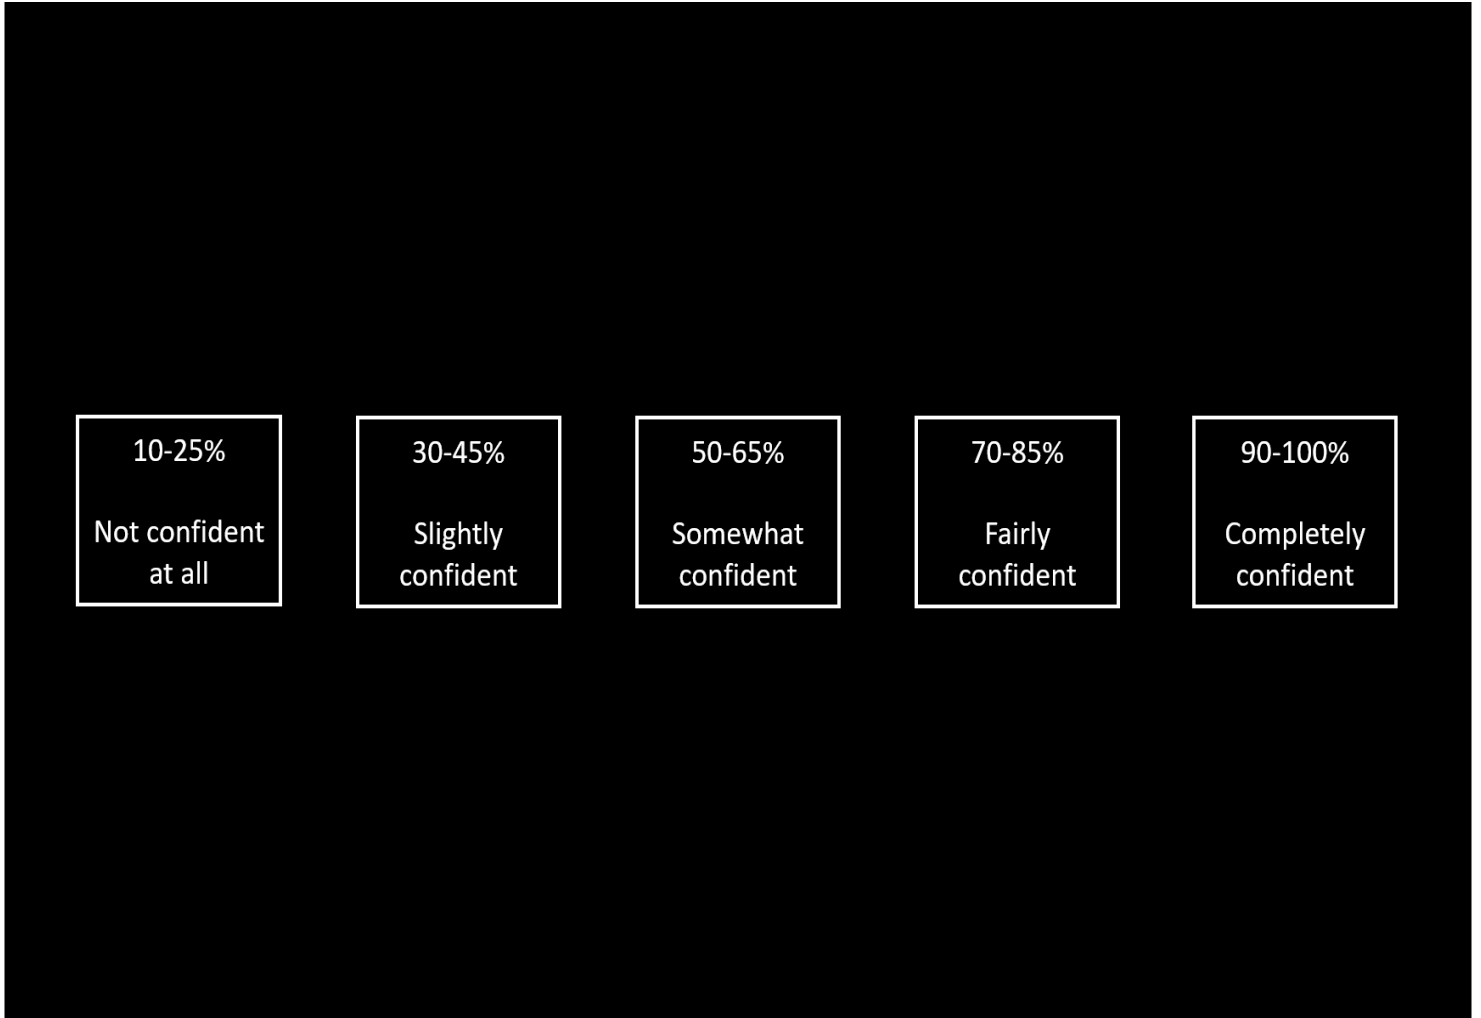 10-25%
Not confident
at all
30-45%
Slightly
confident
50-65%
Somewhat
confident
70-85%
Fairly
confident
90-100%
Completely
confident